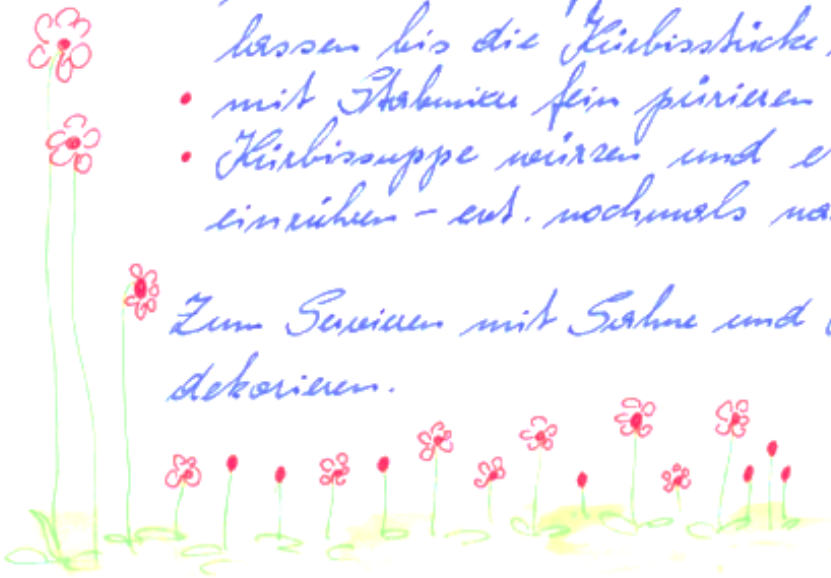 lassen bis die Kürbisstücke
• mit Stabmixer fein pürieren
• Kürbissuppe würzen und e
einrühren - evt. nochmals na
Zum Servieren mit Sahne und
dekorieren.